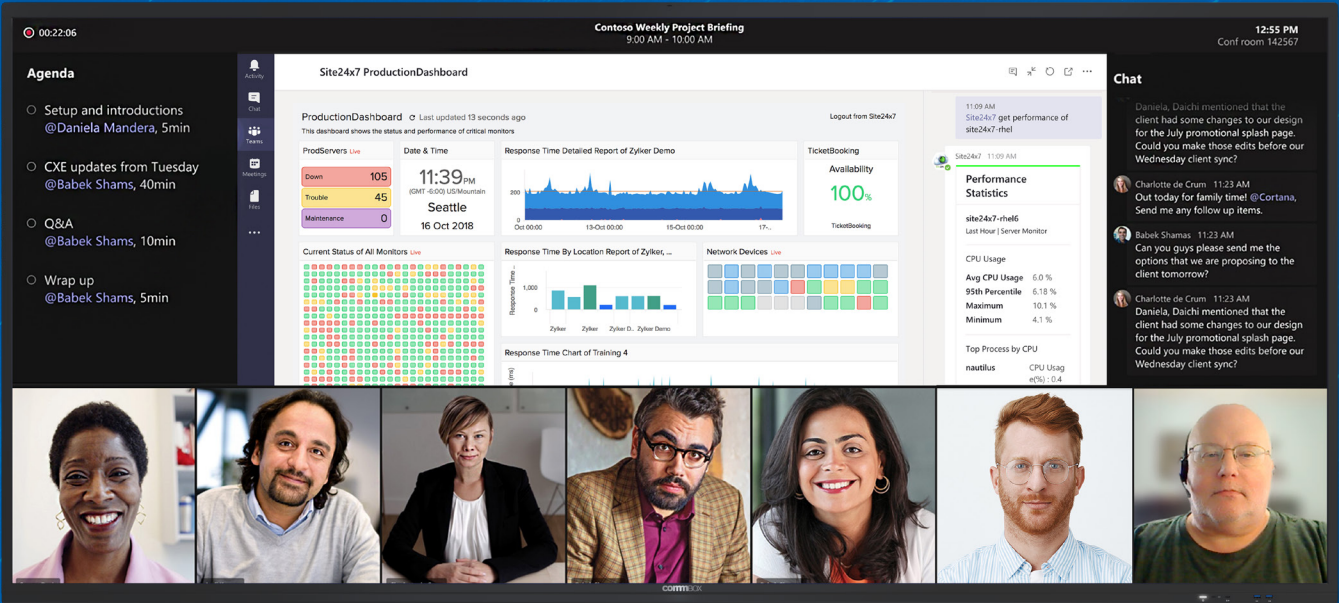 00:22:06
Contoso Weekly Project Briefing
9:00 AM - 10:00 AM
12:55 PM
Conf room 142567
Agenda
Setup and introductions
@Daniela Mandera, 5min
CXE updates from Tuesday
@Babek Shams, 40min
Q&A
@Babek Shams, 10min
Wrap up
@Babek Shams, 5min
Activity
Chat
Teams
Meetings
Files
Site24x7 ProductionDashboard
ProductionDashboard Last updated 13 seconds ago
Logout from Site24x7
This dashboard shows the status and performance of critical monitors
ProdServers Live
Down 105
Trouble 45
Maintenance 0
Date & Time
11:39PM
(GMT -6:00) US/Mountain
Seattle
16 Oct 2018
Response Time Detailed Report of Zylker Demo
200
0
Oct 00:00 13-Oct 00:00 15-Oct 00:00 17-..
TicketBooking
Availability
100%
TicketBooking
Current Status of All Monitors Live
Response Time By Location Report of Zylker, ...
Response Time ..
1,000
0
Zylker Zylker Zylker D.. Zylker Demo
Network Devices Live
Response Time Chart of Training 4
(ms)
11:09 AM
Site24x7 get performance of
site24x7-rhel
Site24x7 11:09 AM
Performance
Statistics
site24x7-rhel6
Last Hour | Server Monitor
CPU Usage
Avg CPU Usage 6.0 %
95th Percentile 6.18 %
Maximum 10.1 %
Minimum 4.1 %
Top Process by CPU
nautilus CPU Usag
e(%) : 0.4
Chat
Daniela, Daichi mentioned that the
client had some changes to our design
for the July promotional splash page.
Could you make those edits before our
Wednesday client sync?
Charlotte de Crum 11:23 AM
Out today for family time! @Cortana,
Send me any follow up items.
Babek Shamas 11:23 AM
Can you guys please send me the
options that we are proposing to the
client tomorrow?
Charlotte de Crum 11:23 AM
Daniela, Daichi mentioned that the
client had some changes to our design
for the July promotional splash page.
Could you make those edits before our
Wednesday client sync?
commBOX